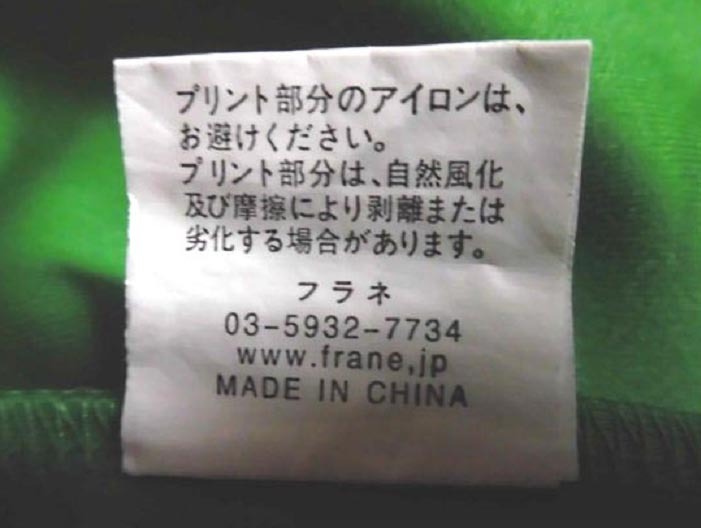 プリント部分のアイロンは、
お避けください。
プリント部分は、自然風化
及び摩擦により剥離または
劣化する場合があります。
フラネ
03-5932-7734
www.frane.jp
MADE IN CHINA